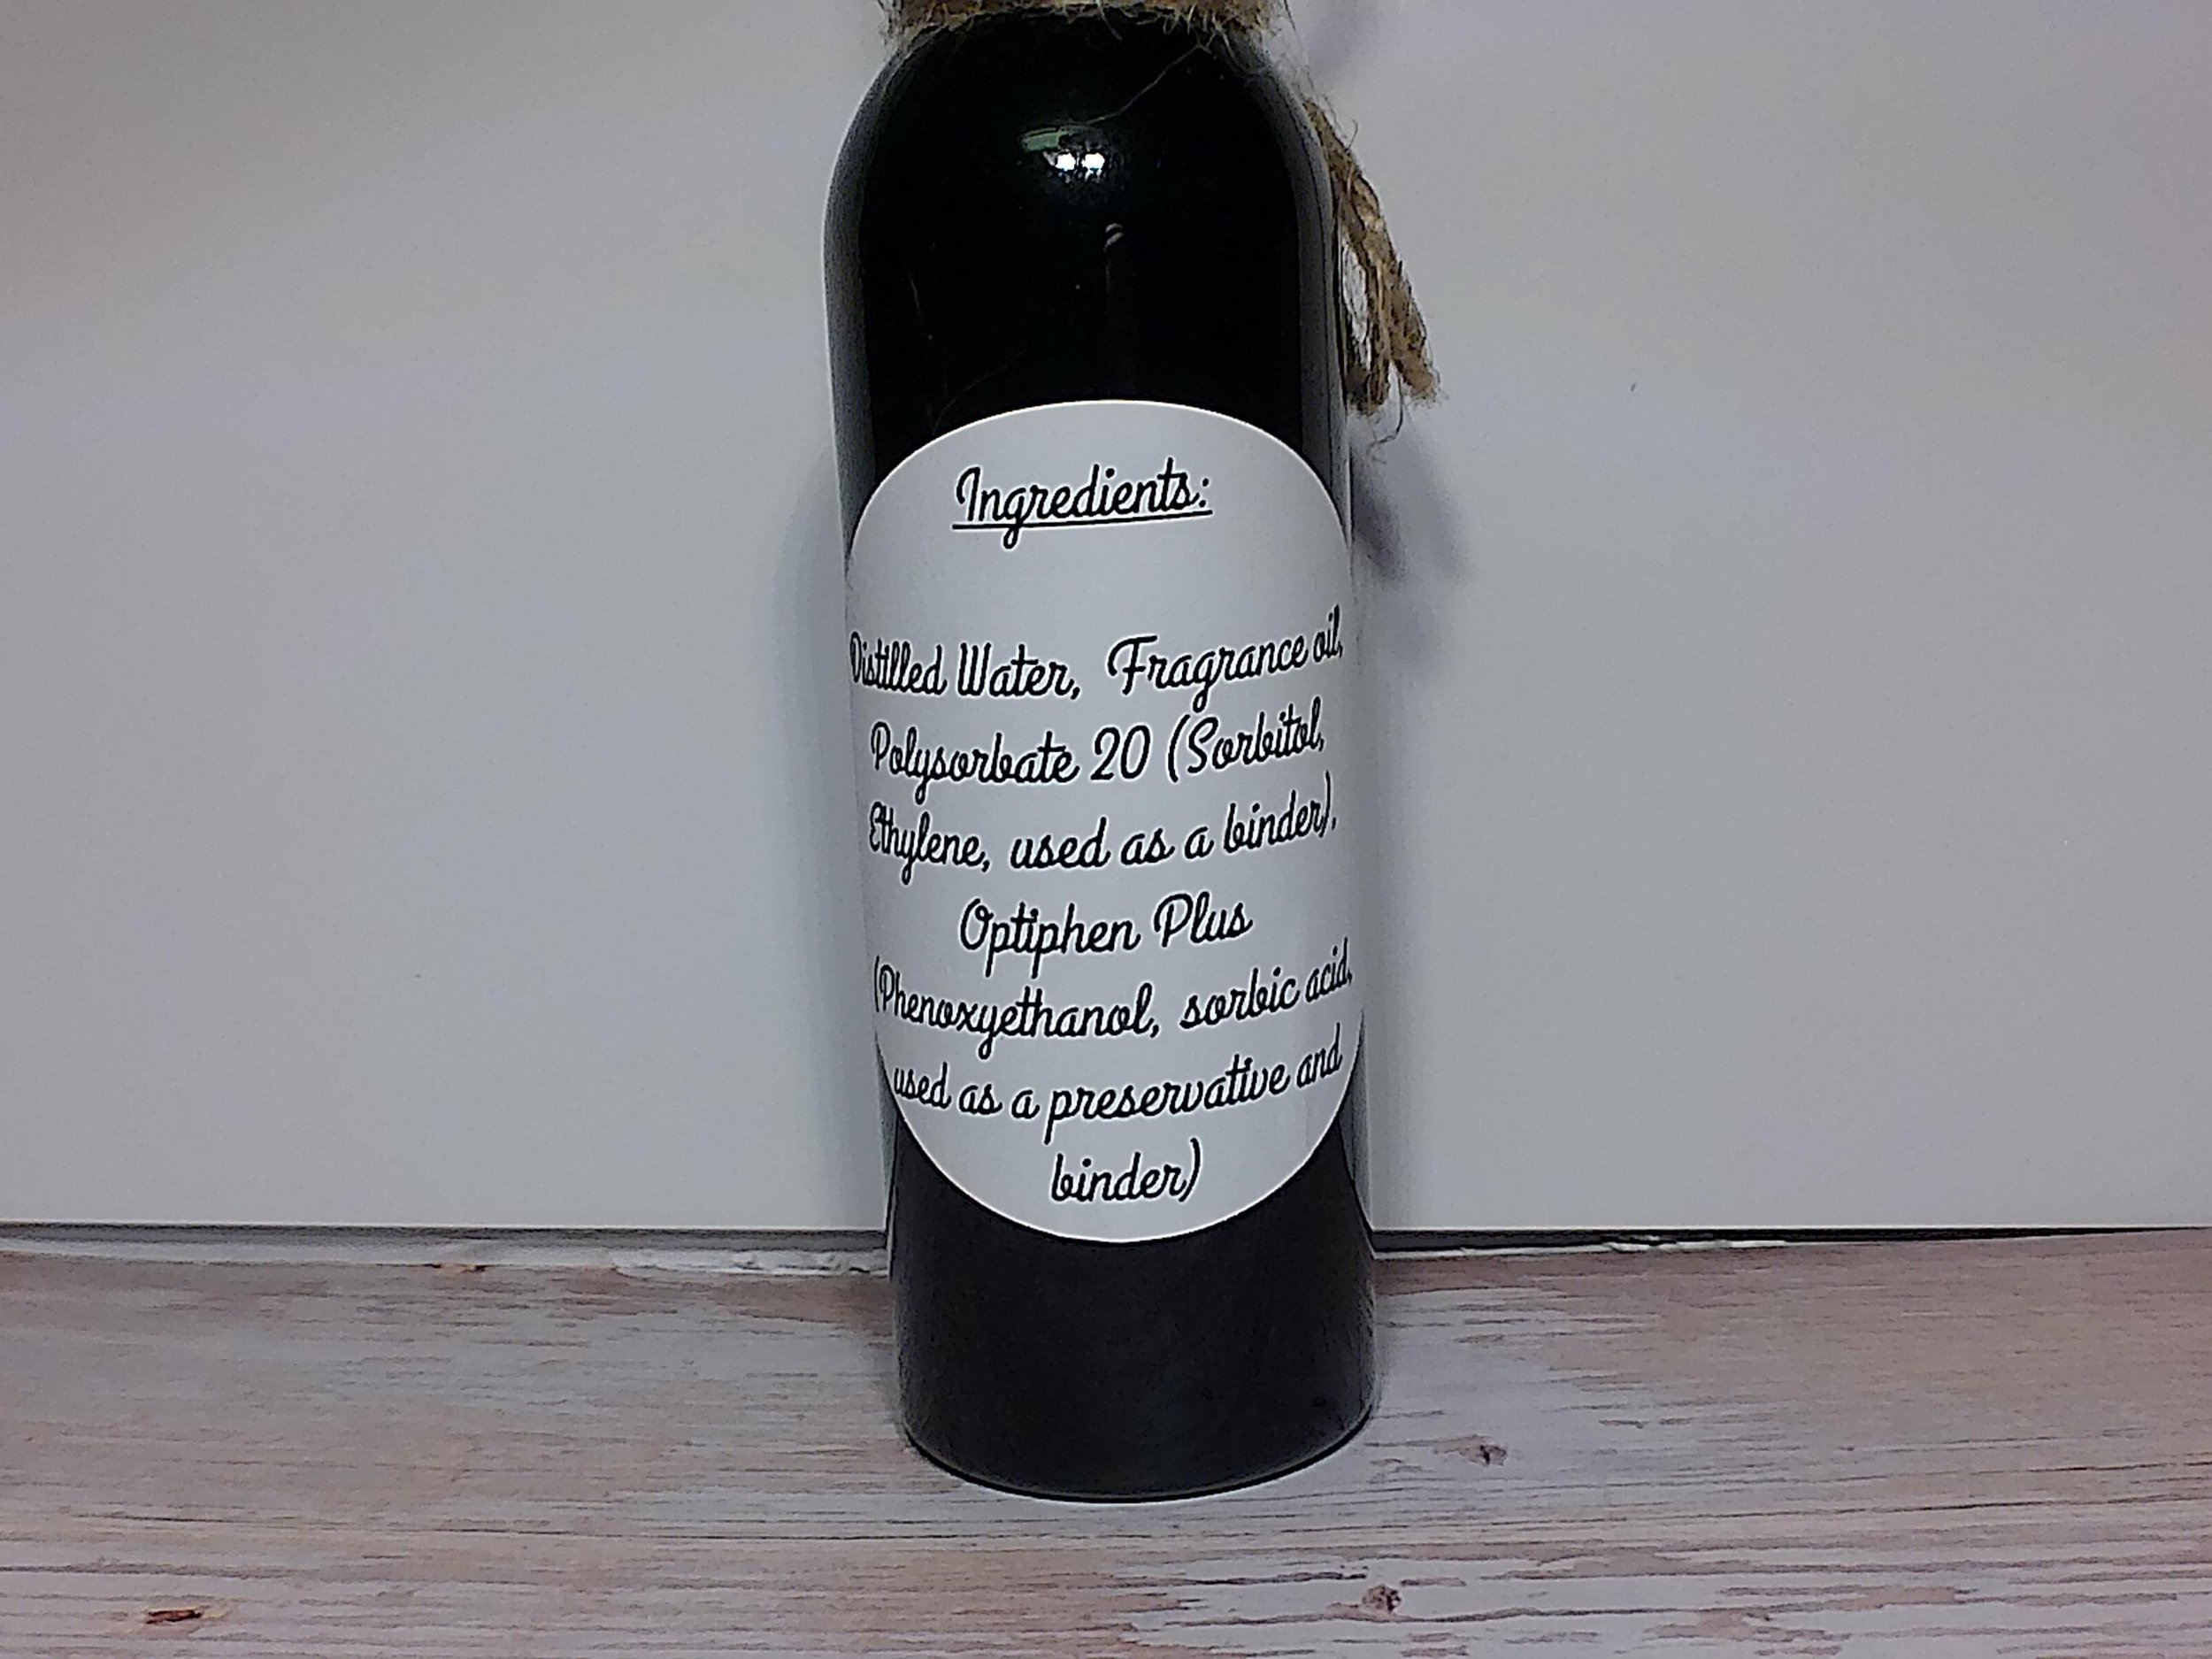 Ingredients:
Distilled Water, Fragrance oil,
Polysorbate 20 (Sorbitol,
Ethylene, used as a binder),
Optiphen Plus
(Phenoxyethanol, sorbic acid,
used as a preservative and
binder)